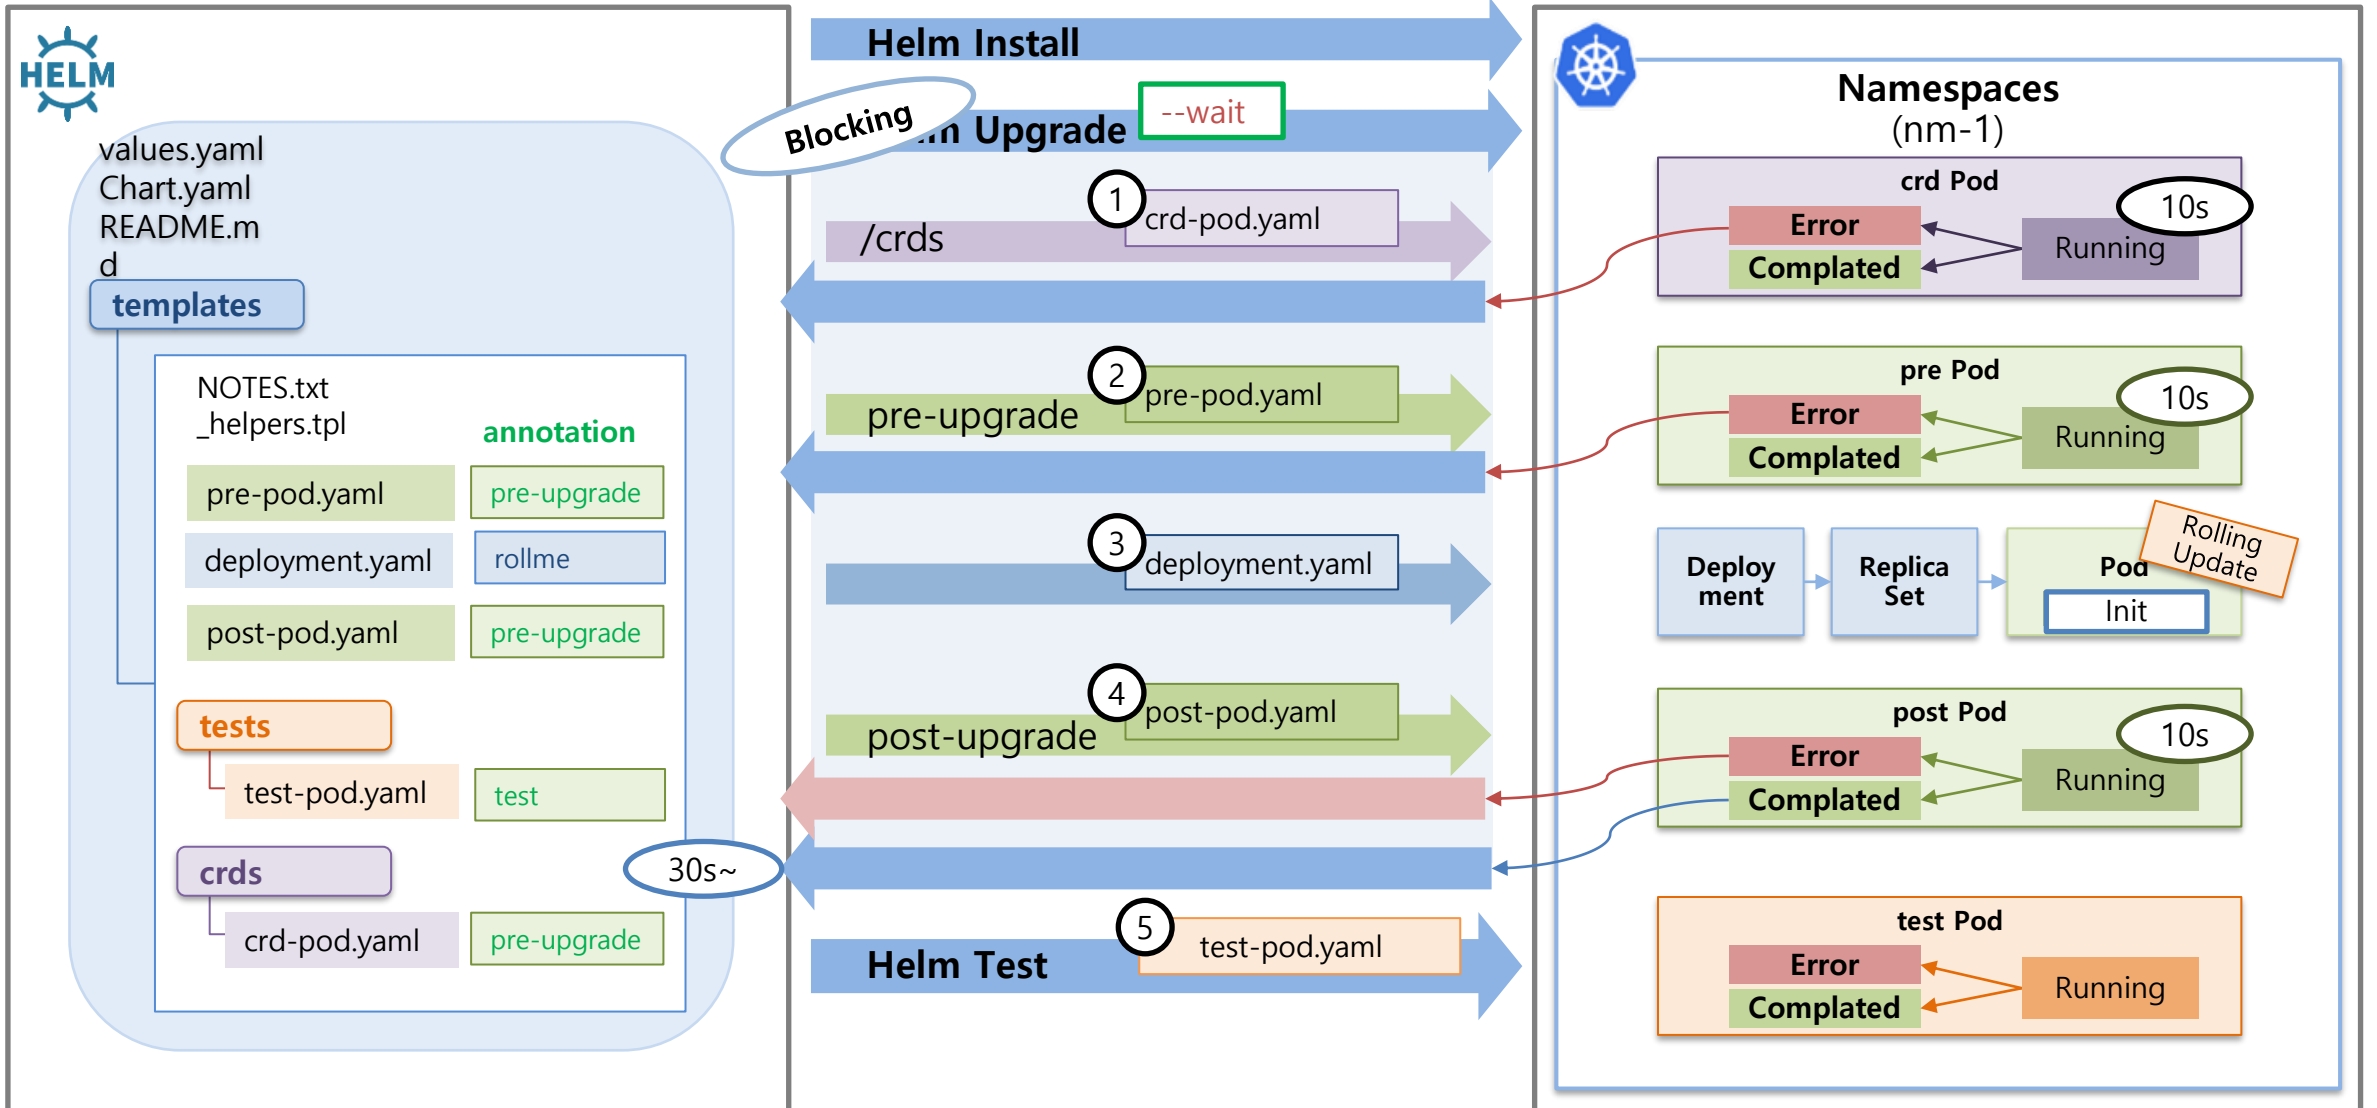 HELM
values.yaml
Chart.yaml
README.m
d
templates
NOTES.txt
_helpers.tpl
annotation
pre-pod.yaml
pre-upgrade
deployment.yaml
rollme
post-pod.yaml
pre-upgrade
tests
test-pod.yaml
test
crds
crd-pod.yaml
pre-upgrade
30s~
Helm Install
Blocking
m Upgrade
--wait
1
crd-pod.yaml
/crds
2
pre-pod.yaml
pre-upgrade
3
deployment.yaml
4
post-pod.yaml
post-upgrade
5
test-pod.yaml
Helm Test
Namespaces
(nm-1)
crd Pod
10s
Error
Running
Complated
pre Pod
10s
Error
Running
Complated
Deploy
ment
Replica
Set
Pod
Init
Rolling
Update
post Pod
10s
Error
Running
Complated
test Pod
Error
Running
Complated